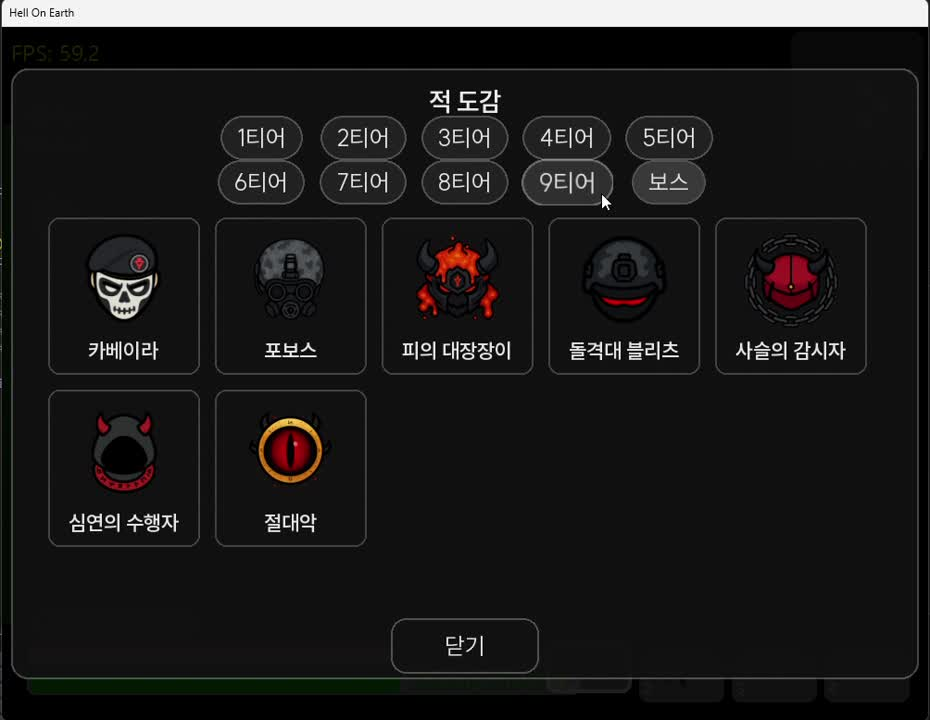 Hell On Earth
FPS: 59.2
적 도감
1티어 2티어 3티어 4티어 5티어
6티어 7티어 8티어 9티어 보스
카베이라 포보스 피의 대장장이 돌격대 블리츠 사슬의 감시자
심연의 수행자 절대악
닫기